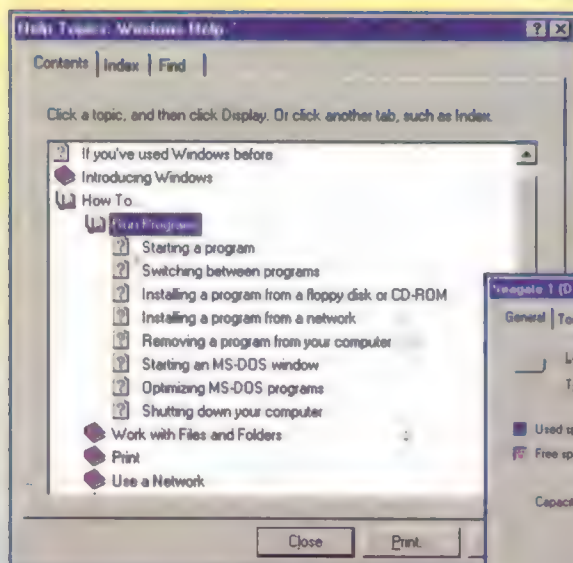 Help Topics: Windows Help
Contents Index Find
Click a topic, and then click Display. Or click another tab, such as Index.
If you've used Windows before
Introducing Windows
How To
Run Programs
Starting a program
Switching between programs
Installing a program from a floppy disk or CD-ROM
Installing a program from a network
Removing a program from your computer
Starting an MS-DOS window
Optimizing MS-DOS programs
Shutting down your computer
Work with Files and Folders
Print
Use a Network
Close Print
Seagate 1 (D
General To
L
T
Used sp
Free sp
Capacit